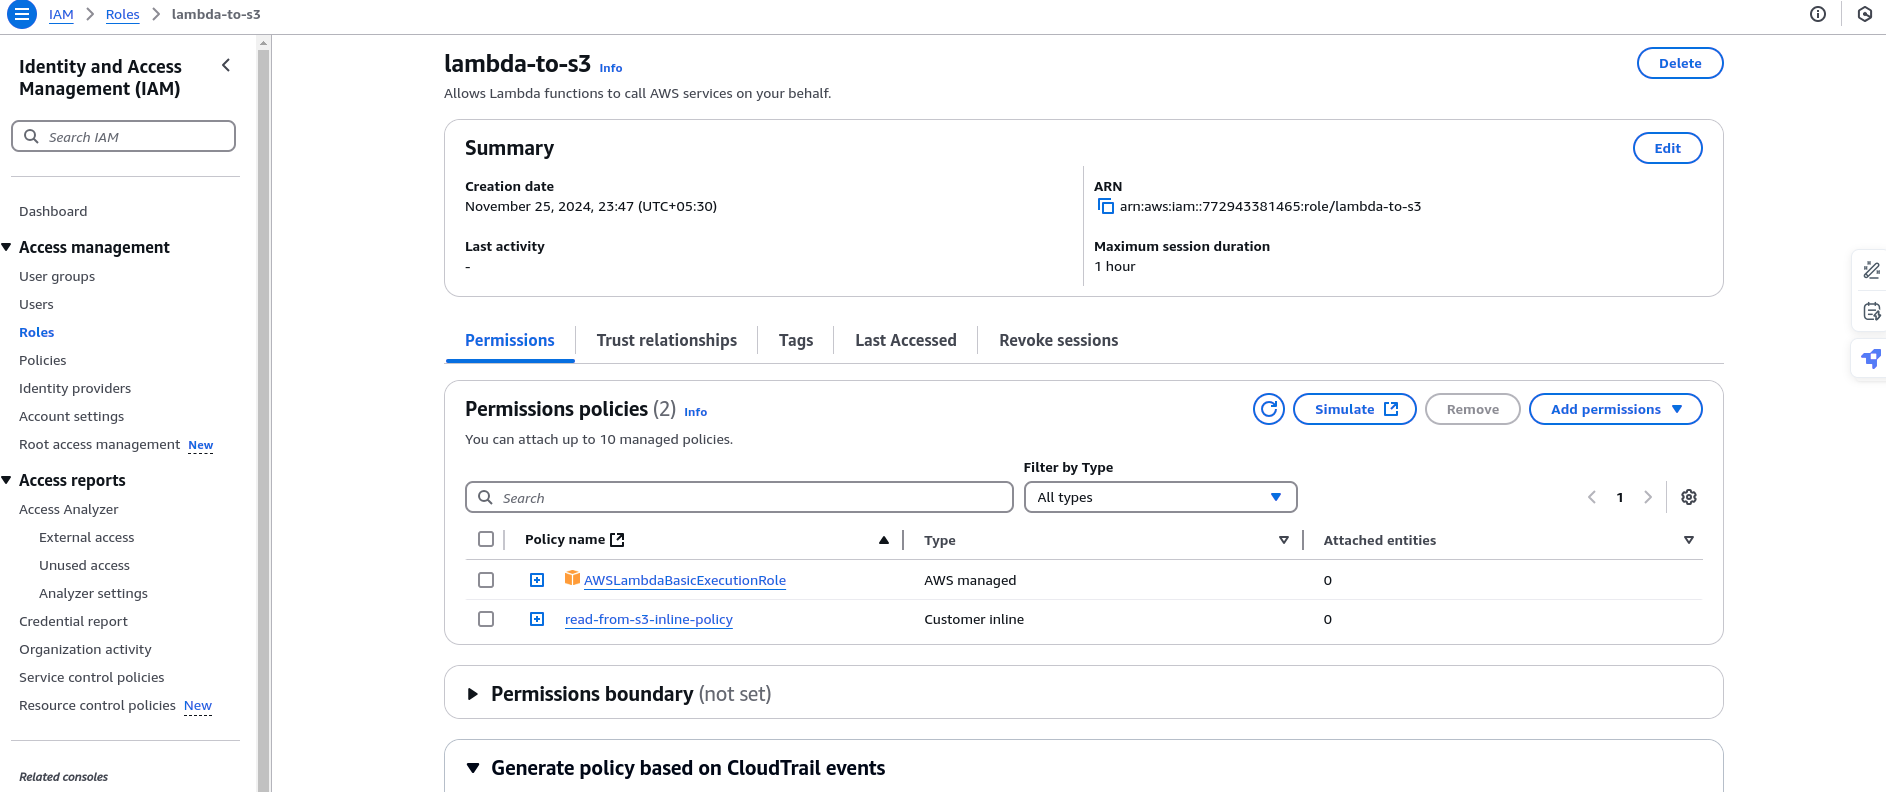 IAM > Roles > lambda-to-s3
Identity and Access
Management (IAM)
Search IAM
Dashboard
Access management
User groups
Users
Roles
Policies
Identity providers
Account settings
Root access management New
Access reports
Access Analyzer
External access
Unused access
Analyzer settings
Credential report
Organization activity
Service control policies
Resource control policies New
Related consoles
lambda-to-s3 Info
Delete
Allows Lambda functions to call AWS services on your behalf.
Summary
Edit
Creation date
November 25, 2024, 23:47 (UTC+05:30)
ARN
arn:aws:iam::772943381465:role/lambda-to-s3
Last activity
-
Maximum session duration
1 hour
Permissions Trust relationships Tags Last Accessed Revoke sessions
Permissions policies (2) Info
Simulate Remove Add permissions
You can attach up to 10 managed policies.
Filter by Type
Search All types 1
Policy name Type Attached entities
AWSLambdaBasicExecutionRole AWS managed 0
read-from-s3-inline-policy Customer inline 0
Permissions boundary (not set)
Generate policy based on CloudTrail events